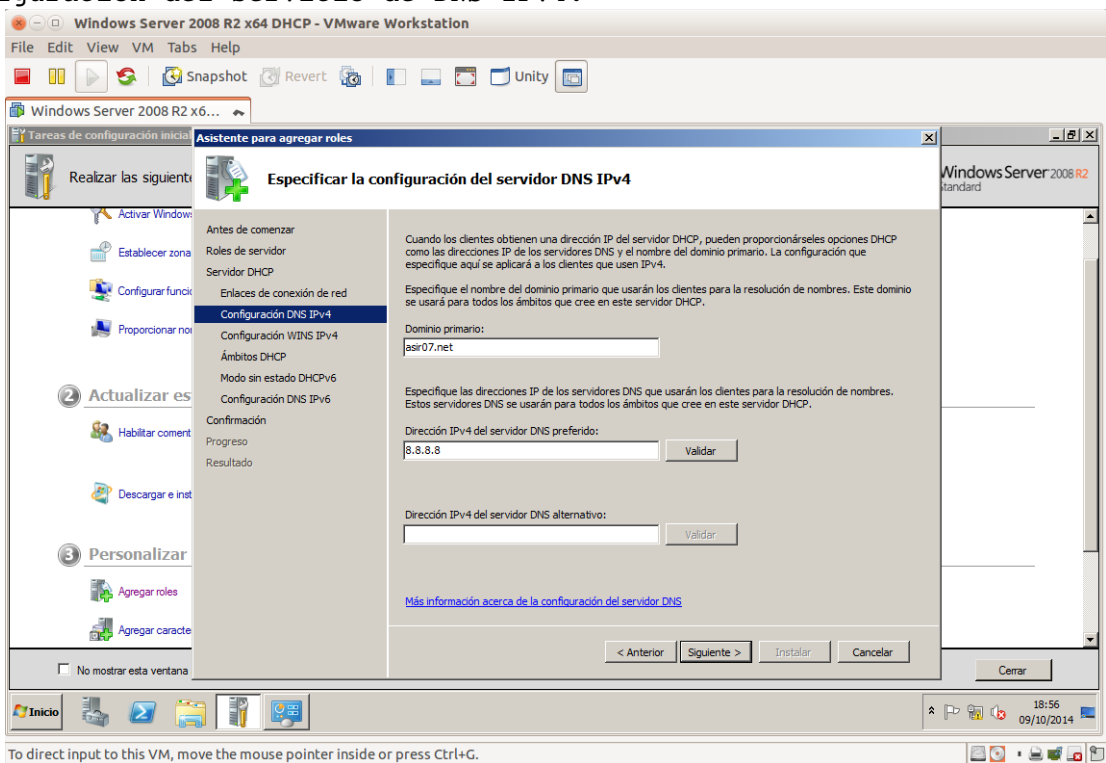 Windows Server 2008 R2 x64 DHCP - VMware Workstation
File Edit View VM Tabs Help
Snapshot Revert Unity
Windows Server 2008 R2 x6...
Tareas de configuración inicial
Asistente para agregar roles
Realizar las siguiente
Especificar la configuración del servidor DNS IPv4
Windows Server 2008 R2
Standard
Activar Windows
Establecer zona
Configurar funcio
Proporcionar no
2 Actualizar es
Habilitar coment
Descargar e inst
3 Personalizar
Agregar roles
Agregar caracte
No mostrar esta ventana
Antes de comenzar
Roles de servidor
Servidor DHCP
Enlaces de conexión de red
Configuración DNS IPv4
Configuración WINS IPv4
Ámbitos DHCP
Modo sin estado DHCPv6
Configuración DNS IPv6
Confirmación
Progreso
Resultado
Cuando los clientes obtienen una dirección IP del servidor DHCP, pueden proporcionárseles opciones DHCP
como las direcciones IP de los servidores DNS y el nombre del dominio primario. La configuración que
especifique aquí se aplicará a los clientes que usen IPv4.
Especifique el nombre del dominio primario que usarán los clientes para la resolución de nombres. Este dominio
se usará para todos los ámbitos que cree en este servidor DHCP.
Dominio primario:
asir07.net
Especifique las direcciones IP de los servidores DNS que usarán los clientes para la resolución de nombres.
Estos servidores DNS se usarán para todos los ámbitos que cree en este servidor DHCP.
Dirección IPv4 del servidor DNS preferido:
8.8.8.8 Validar
Dirección IPv4 del servidor DNS alternativo:
Validar
Más información acerca de la configuración del servidor DNS
< Anterior Siguiente > Instalar Cancelar
Cerrar
Inicio
18:56
09/10/2014
To direct input to this VM, move the mouse pointer inside or press Ctrl+G.